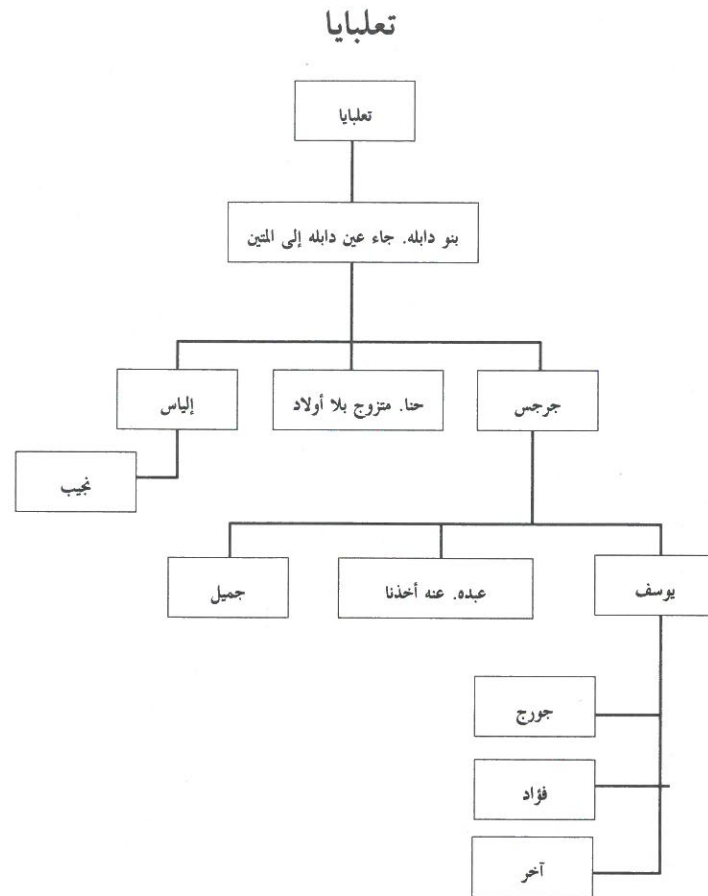 تعلبايا
تعلبايا
بنو دابله. جاء عين دابله إلى المتين
جرجس
حنا. متزوج بلا أولاد
إلياس
نجيب
يوسف
عبده. عنه أخذنا
جميل
جورج
فؤاد
آخر